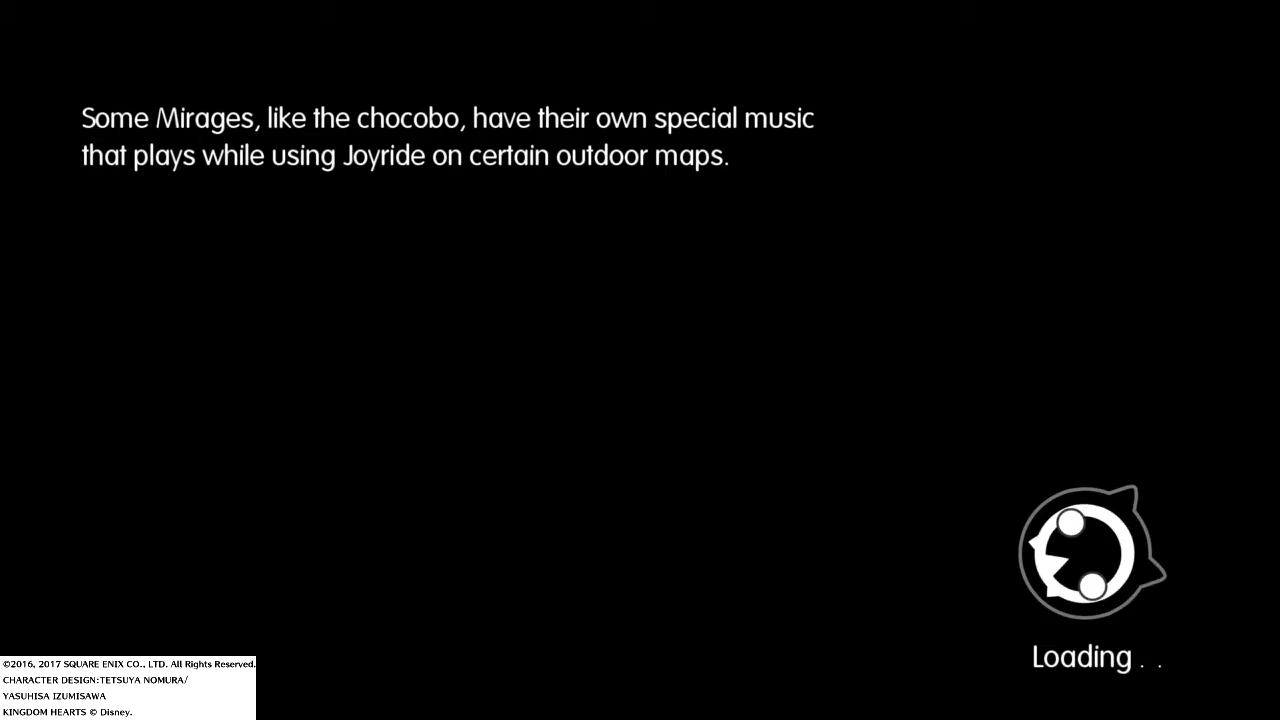 Some Mirages, like the chocobo, have their own special music
that plays while using Joyride on certain outdoor maps.
Loading . .
©2016, 2017 SQUARE ENIX CO., LTD. All Rights Reserved.
CHARACTER DESIGN:TETSUYA NOMURA/
YASUHISA IZUMISAWA
KINGDOM HEARTS © Disney.